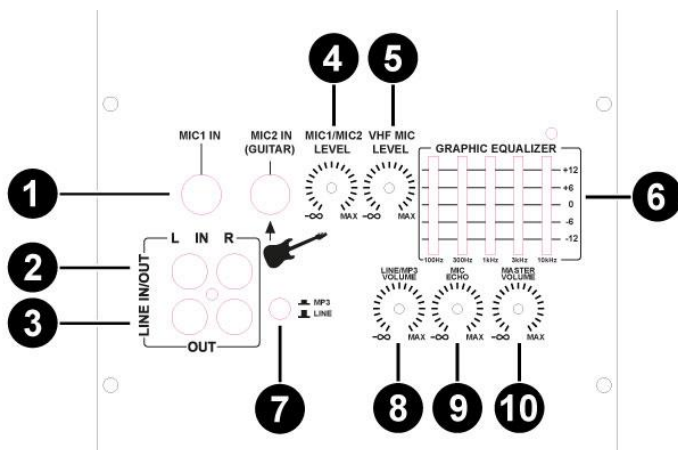 4
5
MIC1 IN
MIC2 IN
(GUITAR)
MIC1/MIC2
LEVEL
VHF MIC
LEVEL
GRAPHIC EQUALIZER
+12
+6
0
-6
-12
100Hz 300Hz 1kHz 3kHz 10kHz
-∞ MAX
-∞ MAX
1
6
L IN R
LINE IN/OUT
2
3
OUT
MP3
LINE
LINE/MP3
VOLUME
MIC
ECHO
MASTER
VOLUME
-∞ MAX
-∞ MAX
-∞ MAX
7
8
9
10